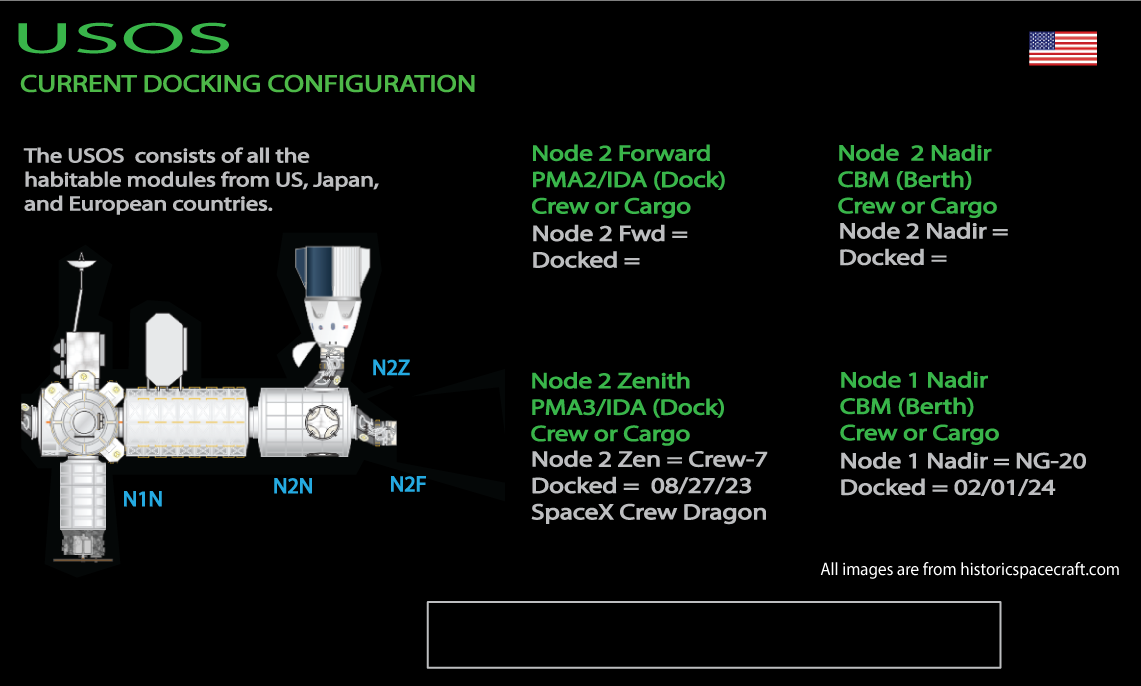 USOS
CURRENT DOCKING CONFIGURATION
The USOS consists of all the
habitable modules from US, Japan,
and European countries.
Node 2 Forward
PMA2/IDA (Dock)
Crew or Cargo
Node 2 Fwd =
Docked =
Node 2 Nadir
CBM (Berth)
Crew or Cargo
Node 2 Nadir =
Docked =
N2Z
N2F
N2N
N1N
Node 2 Zenith
PMA3/IDA (Dock)
Crew or Cargo
Node 2 Zen = Crew-7
Docked = 08/27/23
SpaceX Crew Dragon
Node 1 Nadir
CBM (Berth)
Crew or Cargo
Node 1 Nadir = NG-20
Docked = 02/01/24
All images are from historicspacecraft.com